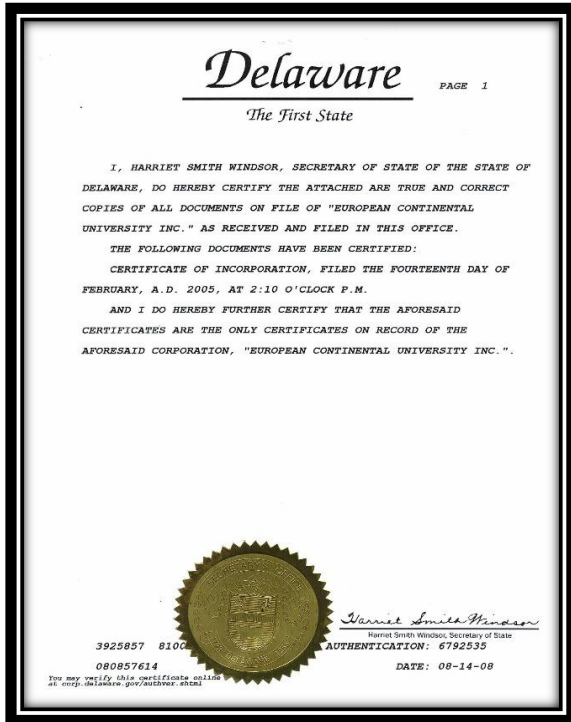 Delaware
PAGE 1
The First State
I, HARRIET SMITH WINDSOR, SECRETARY OF STATE OF THE STATE OF
DELAWARE, DO HEREBY CERTIFY THE ATTACHED ARE TRUE AND CORRECT
COPIES OF ALL DOCUMENTS ON FILE OF "EUROPEAN CONTINENTAL
UNIVERSITY INC." AS RECEIVED AND FILED IN THIS OFFICE.
THE FOLLOWING DOCUMENTS HAVE BEEN CERTIFIED:
CERTIFICATE OF INCORPORATION, FILED THE FOURTEENTH DAY OF
FEBRUARY, A.D. 2005, AT 2:10 O'CLOCK P.M.
AND I DO HEREBY FURTHER CERTIFY THAT THE AFORESAID
CERTIFICATES ARE THE ONLY CERTIFICATES ON RECORD OF THE
AFORESAID CORPORATION, "EUROPEAN CONTINENTAL UNIVERSITY INC.".
Harriet Smith Windsor
Harriet Smith Windsor, Secretary of State
3925857 8100
AUTHENTICATION: 6792535
080857614
DATE: 08-14-08
You may verify this certificate online
at corp.delaware.gov/authver.shtml